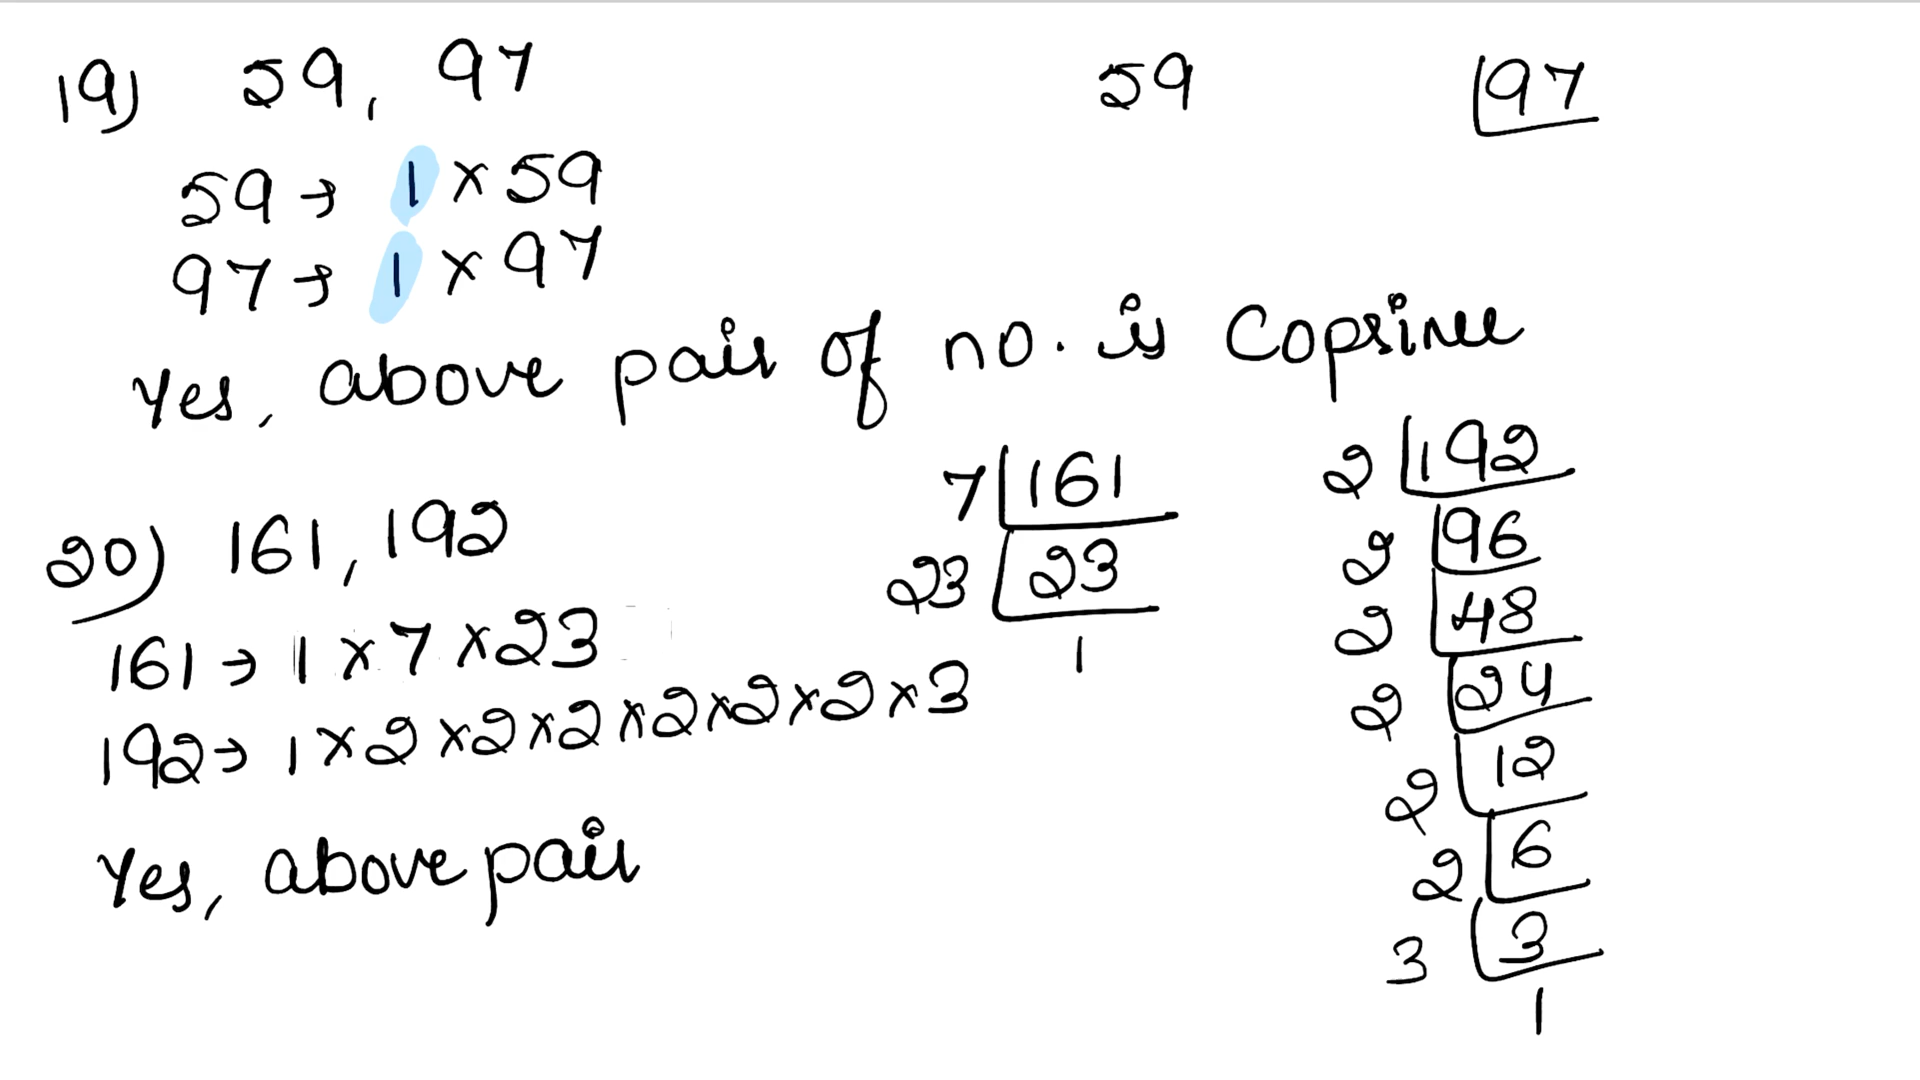 19) 59, 97
59 → 1 × 59
97 → 1 × 97
Yes, above pair of no. is Coprime
59
97
20) 161, 192
161 → 1 × 7 × 23
192 → 1 × 2 × 2 × 2 × 2 × 2 × 2 × 3
Yes, above pair
7 161
23 23
1
2 192
2 96
2 48
2 24
2 12
2 6
3 3
1